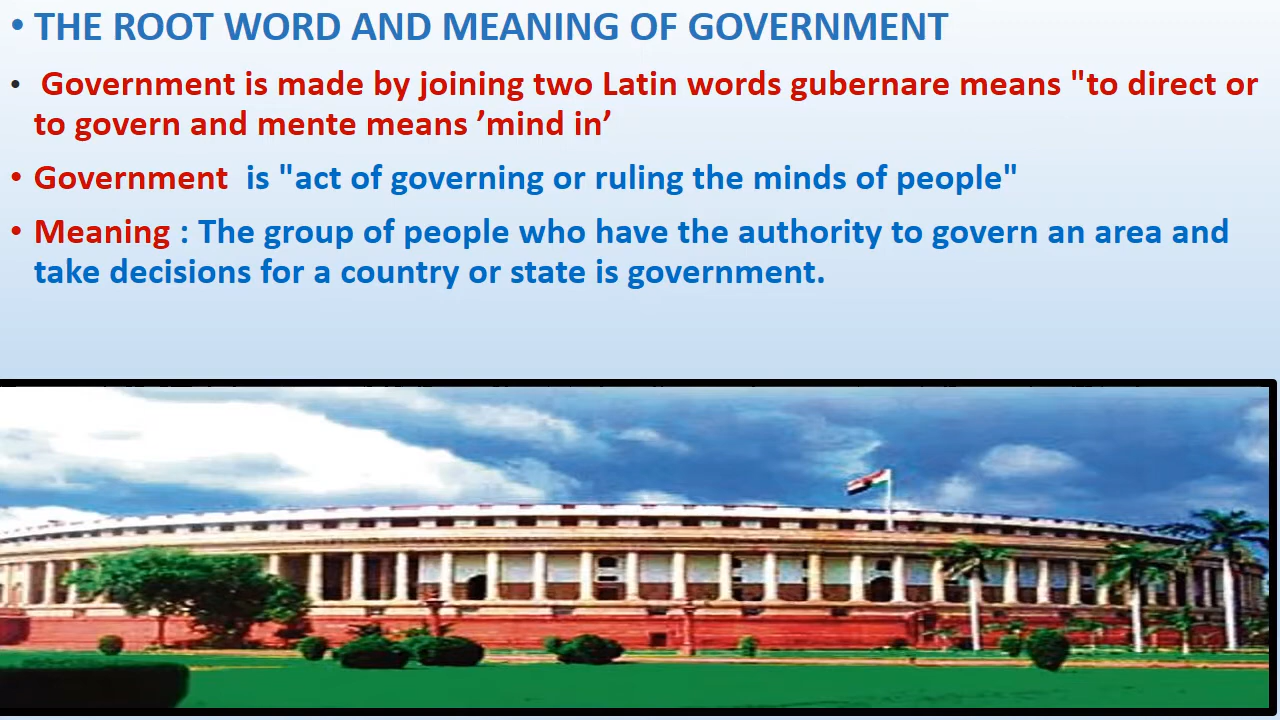 • THE ROOT WORD AND MEANING OF GOVERNMENT
• Government is made by joining two Latin words gubernare means "to direct or
to govern and mente means ’mind in’
• Government is "act of governing or ruling the minds of people"
• Meaning : The group of people who have the authority to govern an area and
take decisions for a country or state is government.